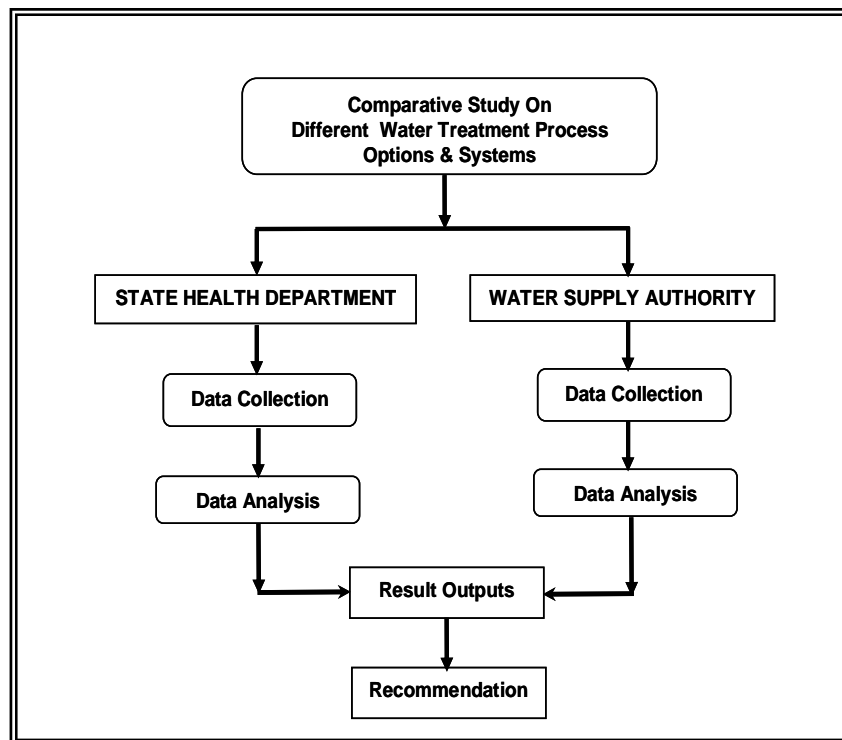 Comparative Study On
Different Water Treatment Process
Options & Systems
STATE HEALTH DEPARTMENT
WATER SUPPLY AUTHORITY
Data Collection
Data Collection
Data Analysis
Data Analysis
Result Outputs
Recommendation